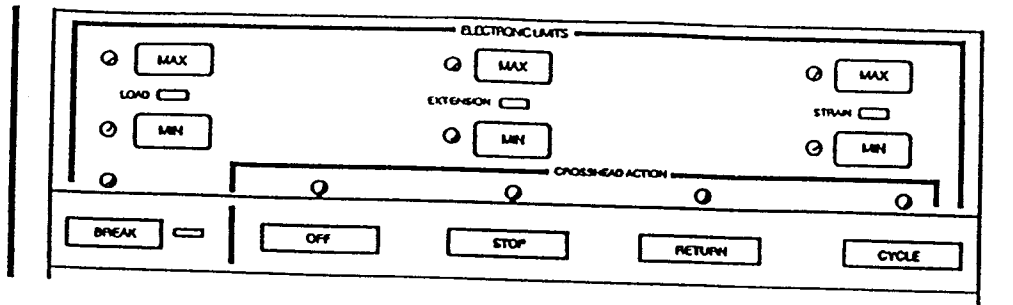 ELECTRONIC LIMITS
MAX MAX MAX
LOAD EXTENSION STRAIN
MIN MIN MIN
CROSSHEAD ACTION
BREAK OFF STOP RETURN CYCLE